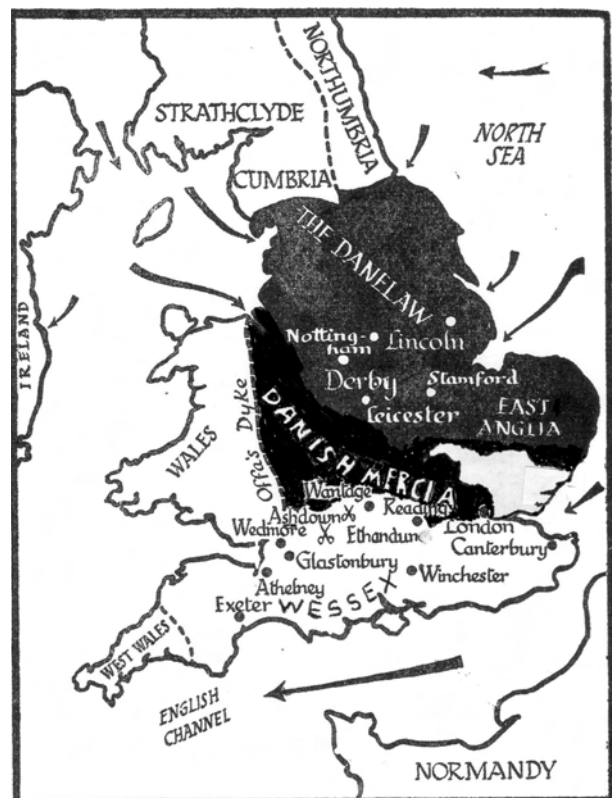 NORTHUMBRIA
STRATHCLYDE
NORTH
SEA
CUMBRIA
THE DANELAW
IRELAND
Notting-
ham
Lincoln
Derby
Stamford
Leicester
EAST
ANGLIA
Offa's Dyke
WALES
DANISH MERCIA
Wantage
Reading
Ashdown
London
Wedmore
Ethandun
Canterbury
Glastonbury
Winchester
Athelney
WESSEX
Exeter
WEST WALES
ENGLISH
CHANNEL
NORMANDY